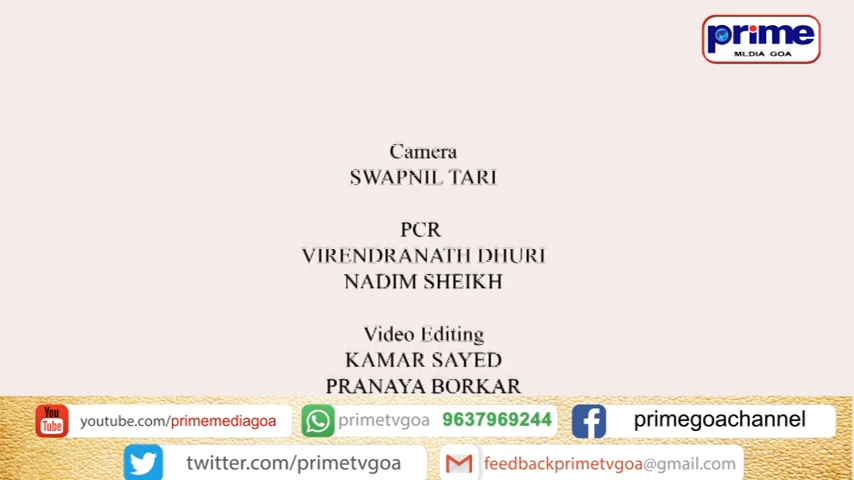 prime
MEDIA GOA
Camera
SWAPNIL TARI
PCR
VIRENDRANATH DHURI
NADIM SHEIKH
Video Editing
KAMAR SAYED
PRANAYA BORKAR
You
Tube
youtube.com/primemediagoa
primetvgoa 9637969244
primegoachannel
twitter.com/primetvgoa
feedbackprimetvgoa@gmail.com